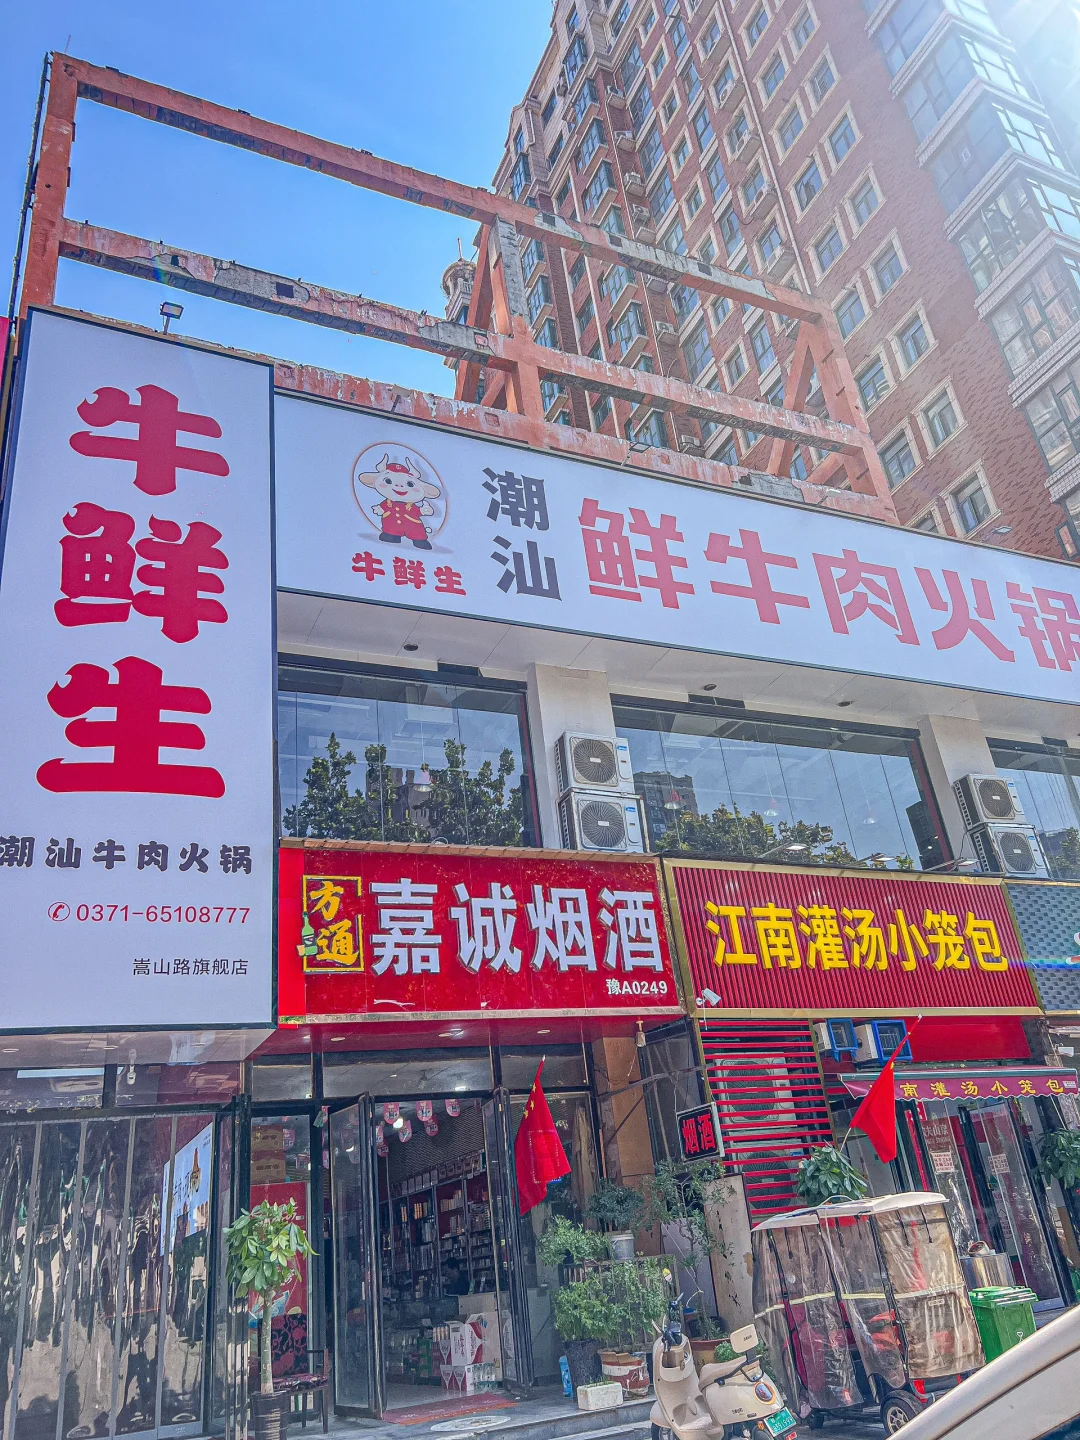 牛鲜生
潮汕牛肉火锅
0371-65108777
嵩山路旗舰店
牛鲜生
潮汕
鲜牛肉火锅
方通
嘉诚烟酒
豫A0249
江南灌汤小笼包
烟酒
南灌汤小笼包